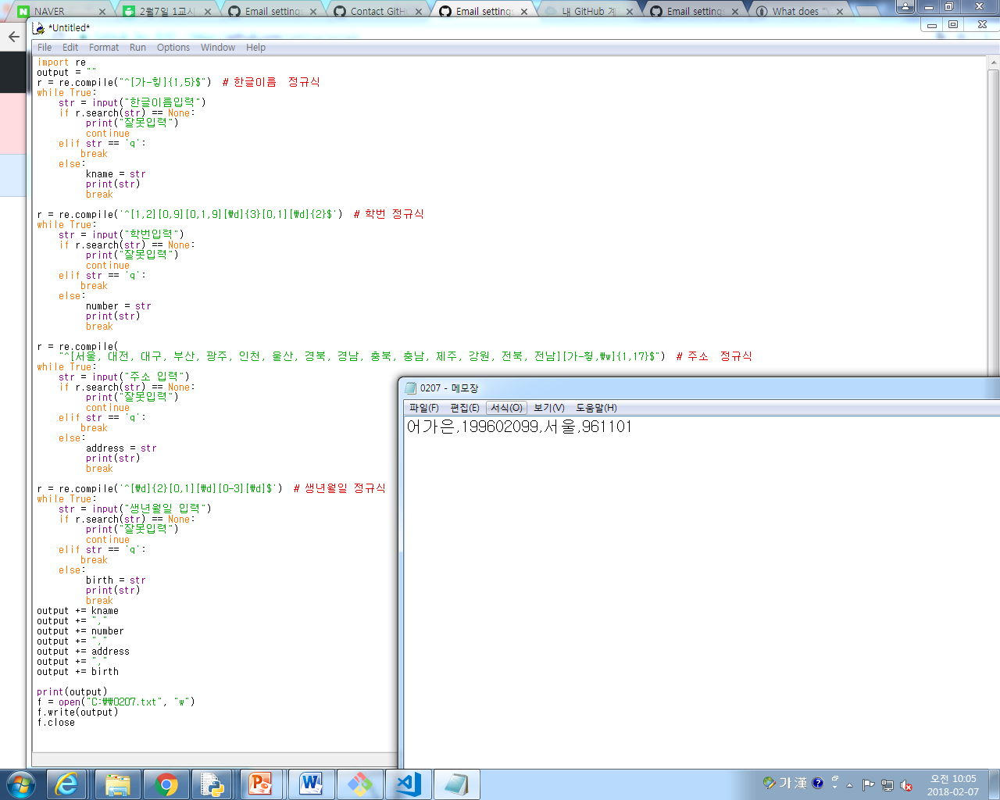 NAVER
2월7일 1교시
Email settings
Contact GitH
Email settings
내 GitHub 계
Email settings
What does "
*Untitled*
File Edit Format Run Options Window Help
import re
output = ""
r = re.compile("^[가-힣]{1,5}$")  # 한글이름  정규식
while True:
    str = input("한글이름입력")
    if r.search(str) == None:
         print("잘못입력")
         continue
    elif str == 'q':
        break
    else:
         kname = str
         print(str)
         break
r = re.compile('^[1,2][0,9][0,1,9][₩d]{3}[0,1][₩d]{2}$')  # 학번 정규식
while True:
    str = input("학번입력")
    if r.search(str) == None:
         print("잘못입력")
         continue
    elif str == 'q':
        break
    else:
         number = str
         print(str)
         break
r = re.compile(
    "^[서울, 대전, 대구, 부산, 광주, 인천, 울산, 경북, 경남, 충북, 충남, 제주, 강원, 전북, 전남][가-힣,₩w]{1,17}$")  # 주소  정규식
while True:
    str = input("주소 입력")
    if r.search(str) == None:
         print("잘못입력")
         continue
    elif str == 'q':
        break
    else:
         address = str
         print(str)
         break
r = re.compile('^[₩d]{2}[0,1][₩d][0-3][₩d]$')  # 생년월일 정규식
while True:
    str = input("생년월일 입력")
    if r.search(str) == None:
         print("잘못입력")
         continue
    elif str == 'q':
        break
    else:
         birth = str
         print(str)
         break
output += kname
output += ","
output += number
output += ","
output += address
output += ","
output += birth
print(output)
f = open("C:₩₩0207.txt", "w")
f.write(output)
f.close
0207 - 메모장
파일(F) 편집(E) 서식(O) 보기(V) 도움말(H)
어가은,199602099,서울,961101
가 漢
오전 10:05
2018-02-07